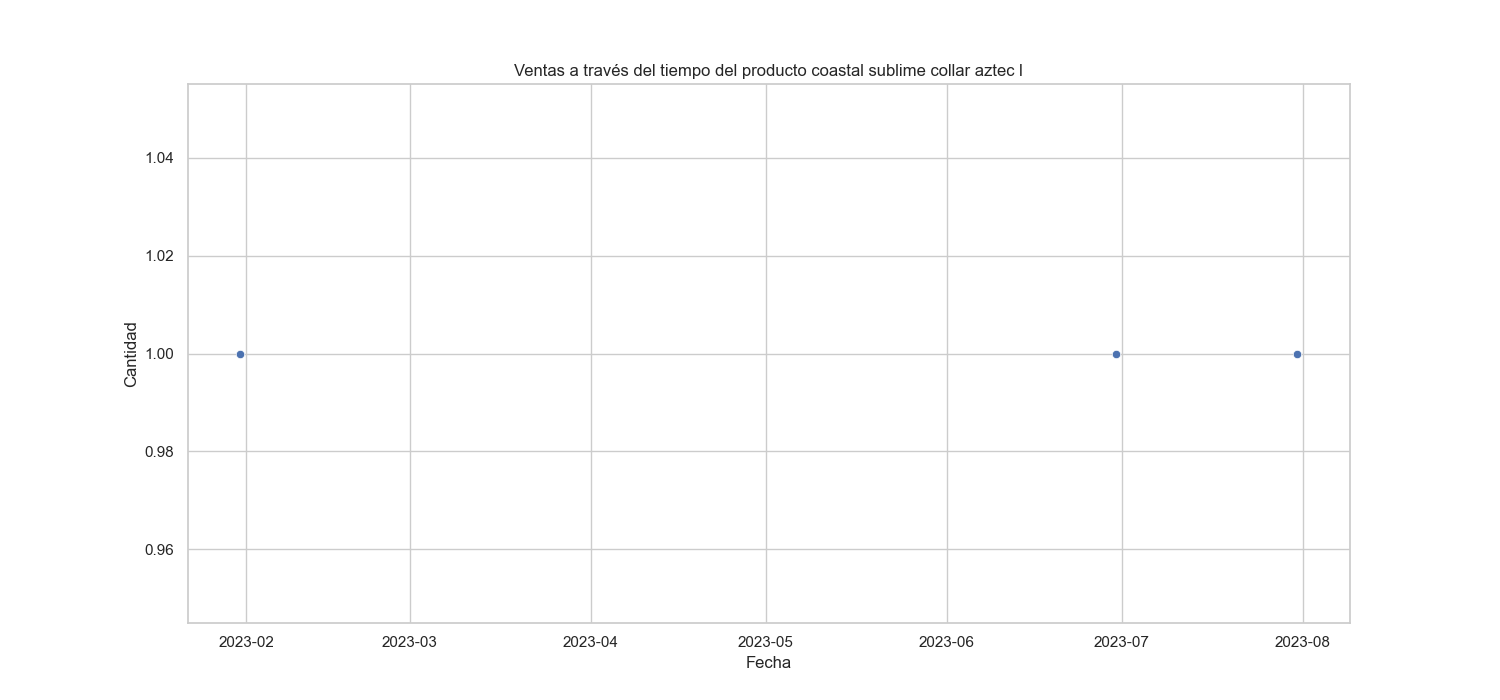 Ventas a través del tiempo del producto coastal sublime collar aztec l
1.04
1.02
1.00
0.98
0.96
Cantidad
2023-02 2023-03 2023-04 2023-05 2023-06 2023-07 2023-08
Fecha